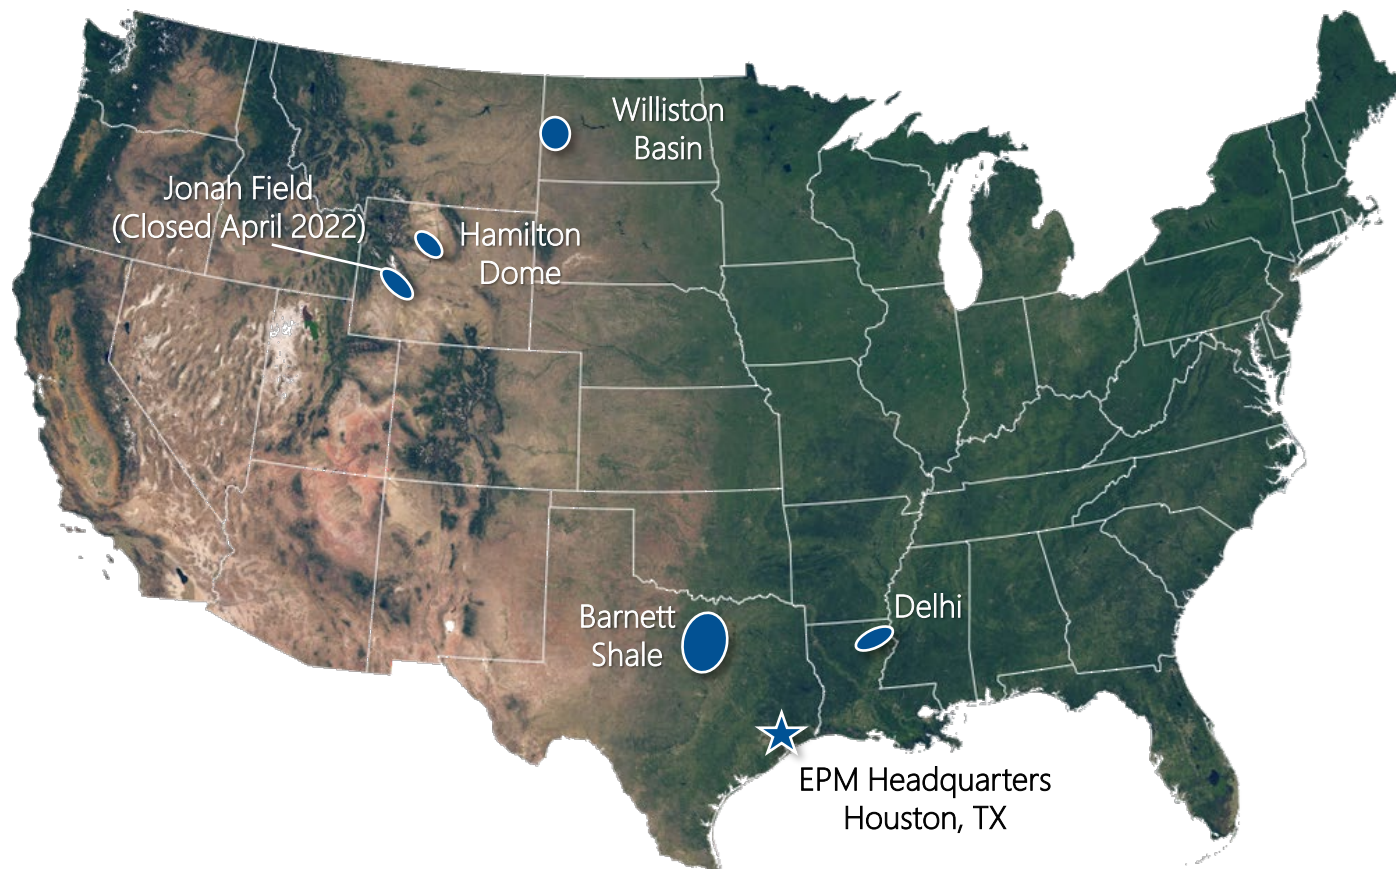 Williston
Basin
Jonah Field
(Closed April 2022)
Hamilton
Dome
Barnett
Shale
Delhi
EPM Headquarters
Houston, TX